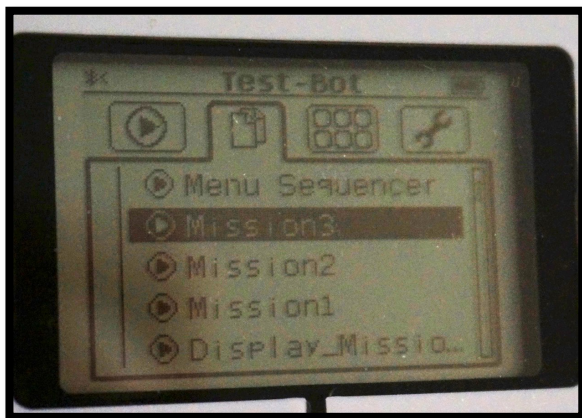 Test-Bot
Menu Sequencer
Mission3
Mission2
Mission1
Display_Missio...